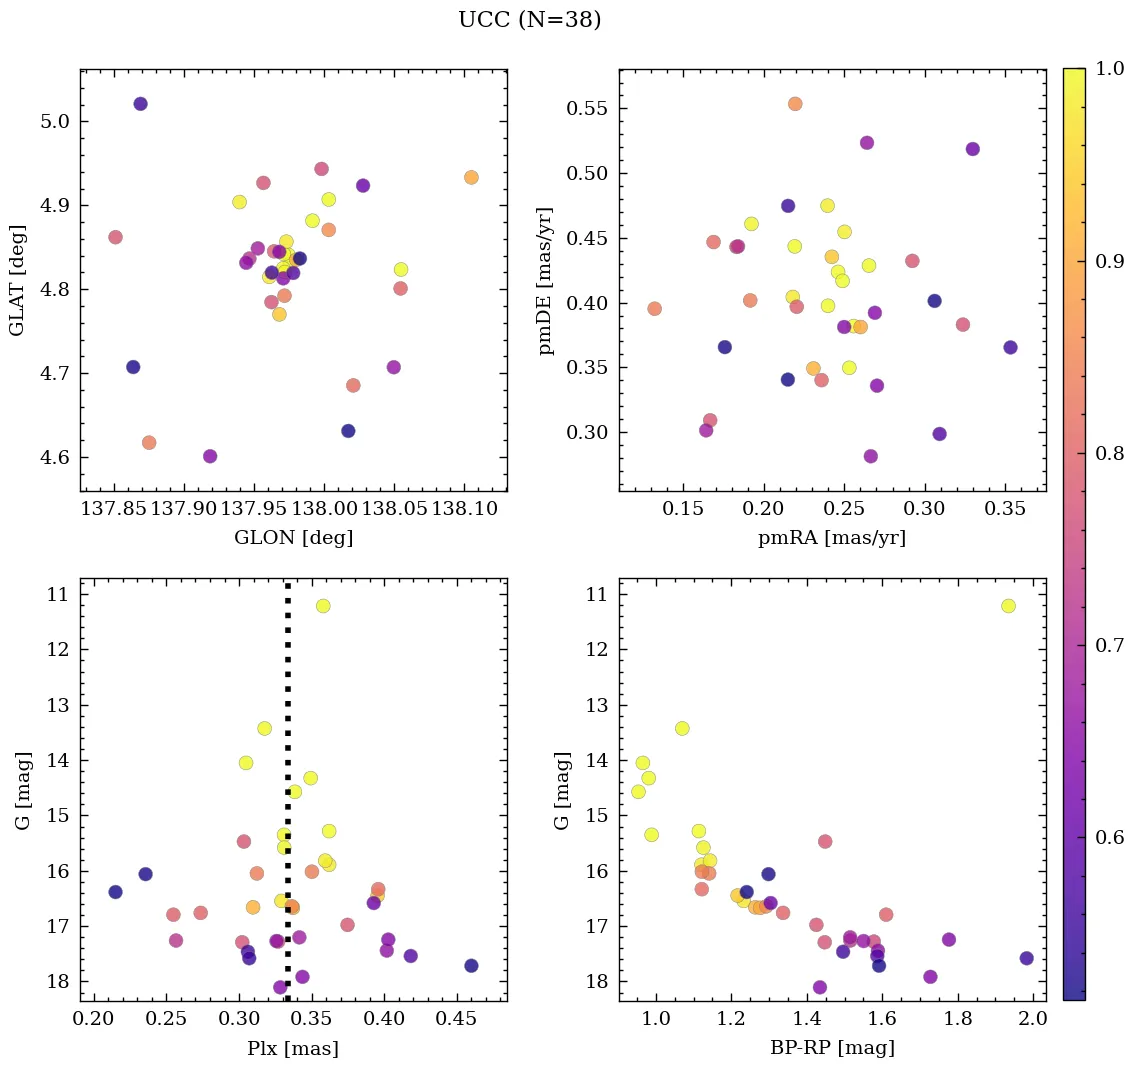 UCC (N=38)
5.0
4.9
4.8
4.7
4.6
GLAT [deg]
137.85 137.90 137.95 138.00 138.05 138.10
GLON [deg]
0.55
0.50
0.45
0.40
0.35
0.30
pmDE [mas/yr]
0.15 0.20 0.25 0.30 0.35
pmRA [mas/yr]
1.0
0.9
0.8
0.7
0.6
11
12
13
14
15
16
17
18
G [mag]
0.20 0.25 0.30 0.35 0.40 0.45
Plx [mas]
11
12
13
14
15
16
17
18
G [mag]
1.0 1.2 1.4 1.6 1.8 2.0
BP-RP [mag]